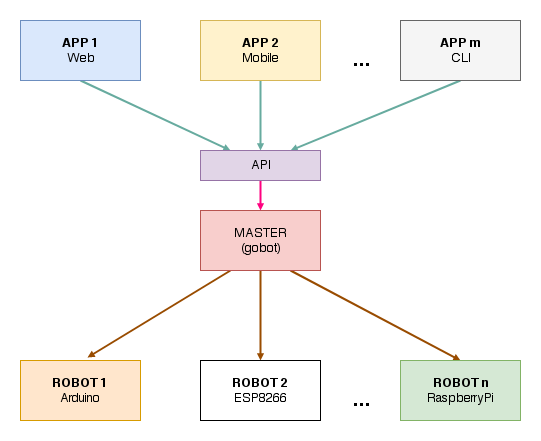 APP 1
Web
APP 2
Mobile
...
APP m
CLI
API
MASTER
(gobot)
ROBOT 1
Arduino
ROBOT 2
ESP8266
...
ROBOT n
RaspberryPi